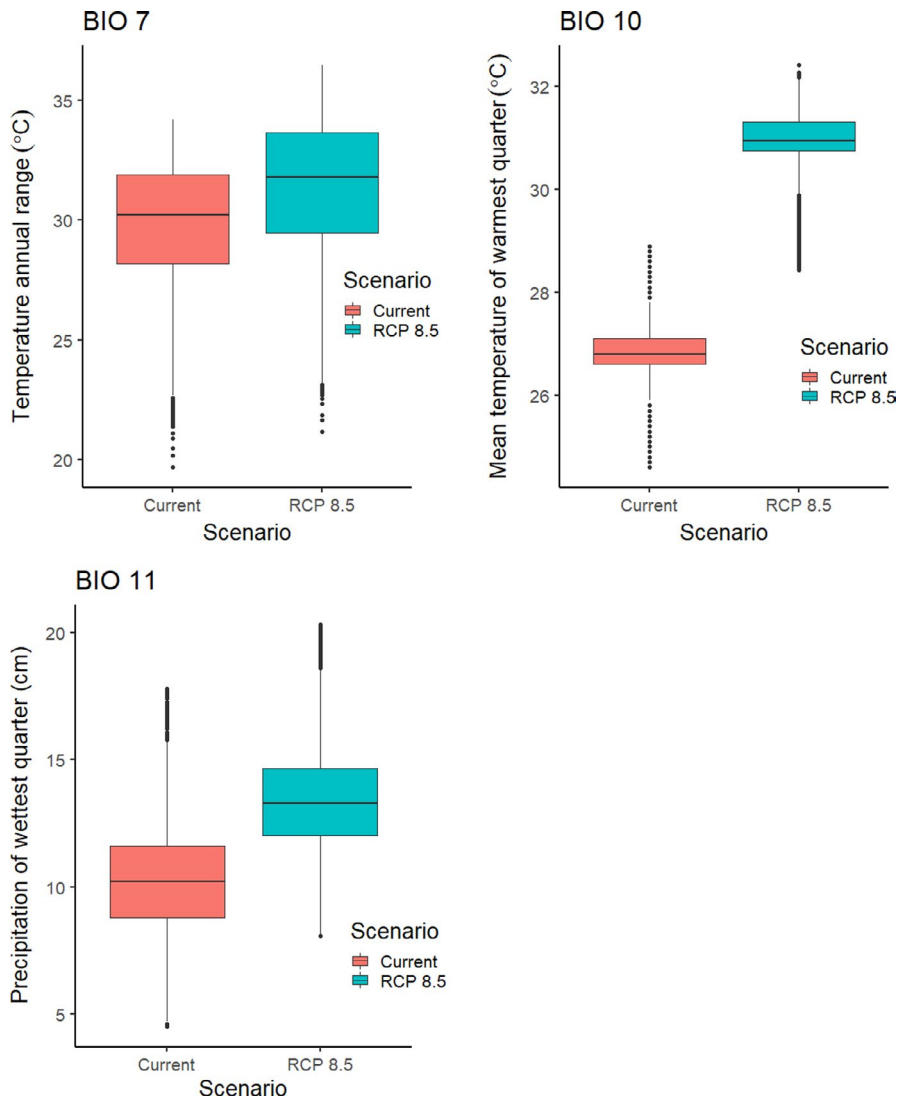 BIO 7
Temperature annual range (°C)
35
30
25
20
Current
RCP 8.5
Scenario
Scenario
Current
RCP 8.5
BIO 10
Mean temperature of warmest quarter (°C)
32
30
28
26
Current
RCP 8.5
Scenario
Scenario
Current
RCP 8.5
BIO 11
Precipitation of wettest quarter (cm)
20
15
10
5
Current
RCP 8.5
Scenario
Scenario
Current
RCP 8.5